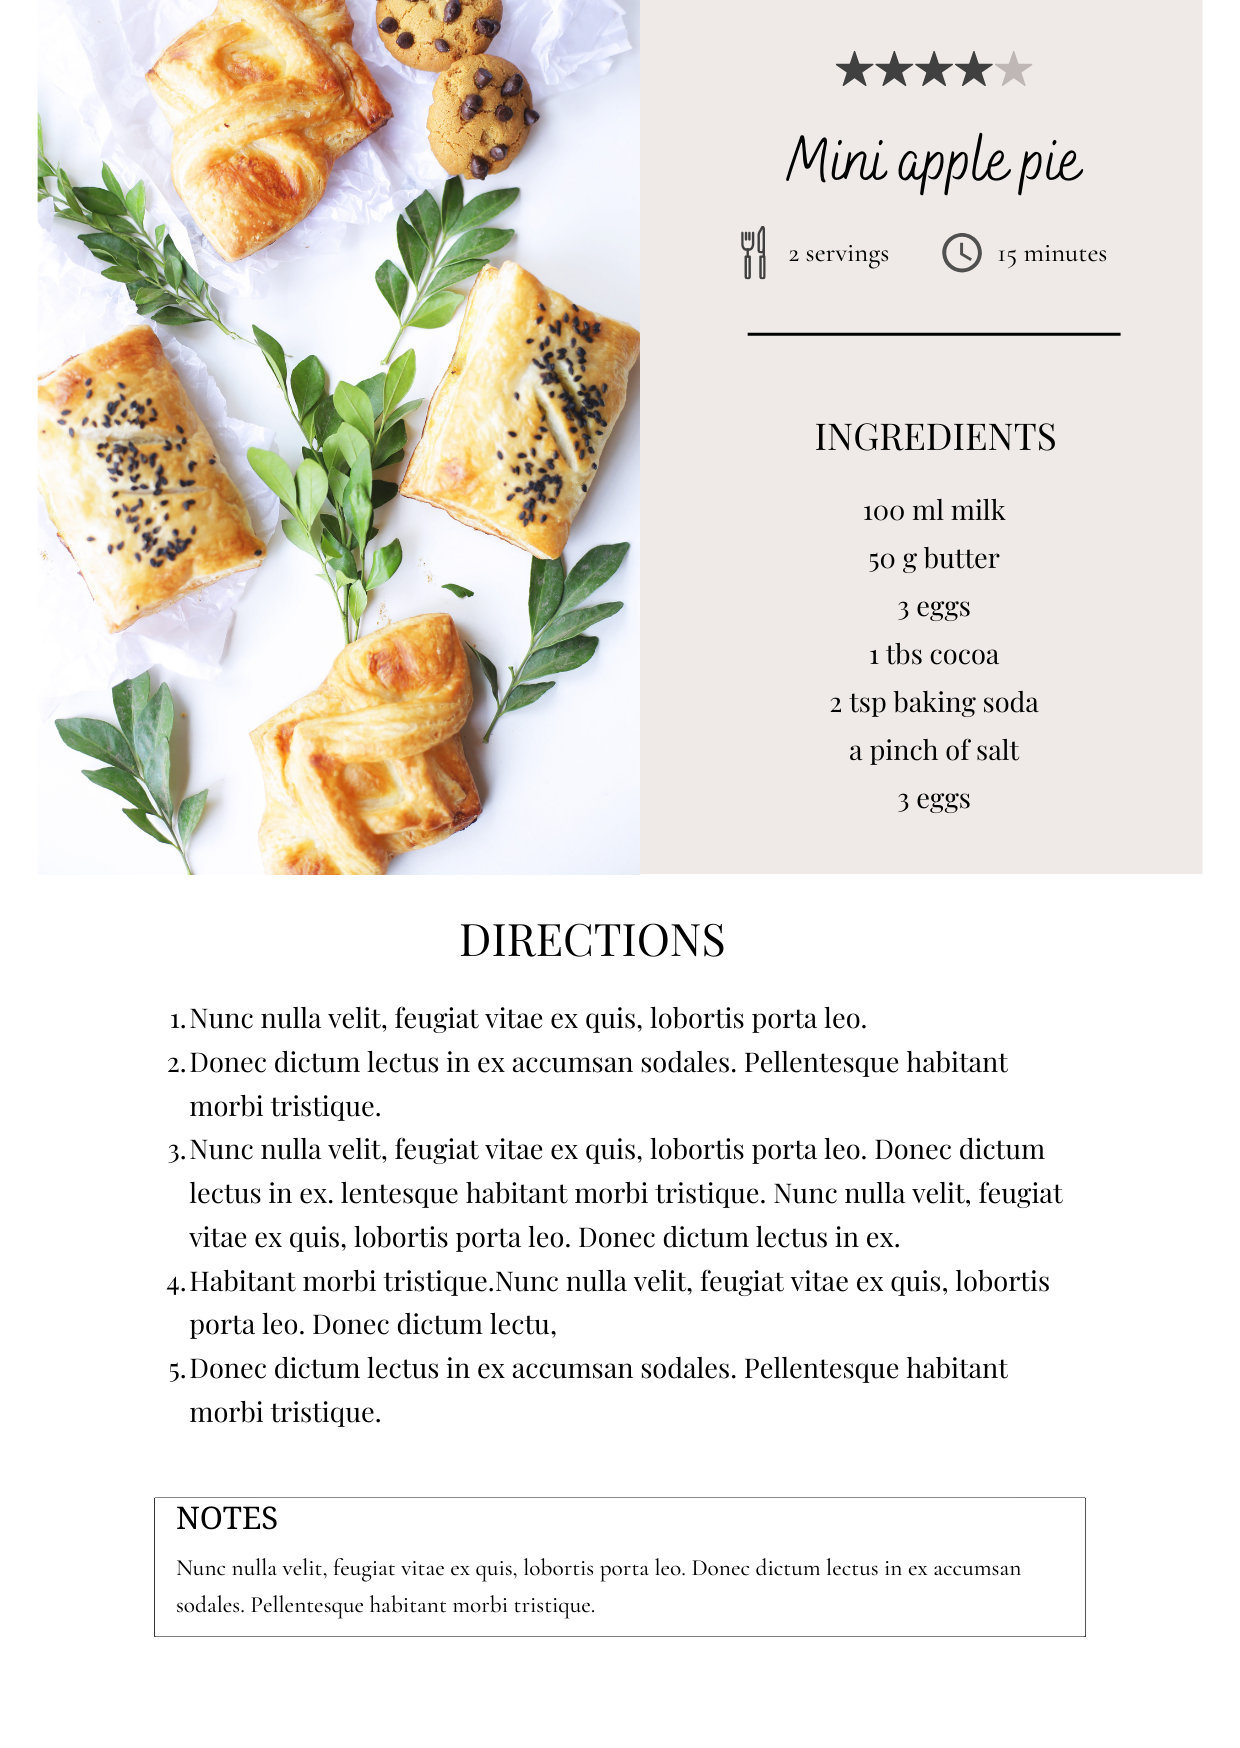 Mini apple pie
2 servings
15 minutes
INGREDIENTS
100 ml milk
50 g butter
3 eggs
1 tbs cocoa
2 tsp baking soda
a pinch of salt
3 eggs
DIRECTIONS
1. Nunc nulla velit, feugiat vitae ex quis, lobortis porta leo.
2. Donec dictum lectus in ex accumsan sodales. Pellentesque habitant
morbi tristique.
3. Nunc nulla velit, feugiat vitae ex quis, lobortis porta leo. Donec dictum
lectus in ex. lentesque habitant morbi tristique. Nunc nulla velit, feugiat
vitae ex quis, lobortis porta leo. Donec dictum lectus in ex.
4. Habitant morbi tristique.Nunc nulla velit, feugiat vitae ex quis, lobortis
porta leo. Donec dictum lectu,
5. Donec dictum lectus in ex accumsan sodales. Pellentesque habitant
morbi tristique.
NOTES
Nunc nulla velit, feugiat vitae ex quis, lobortis porta leo. Donec dictum lectus in ex accumsan
sodales. Pellentesque habitant morbi tristique.